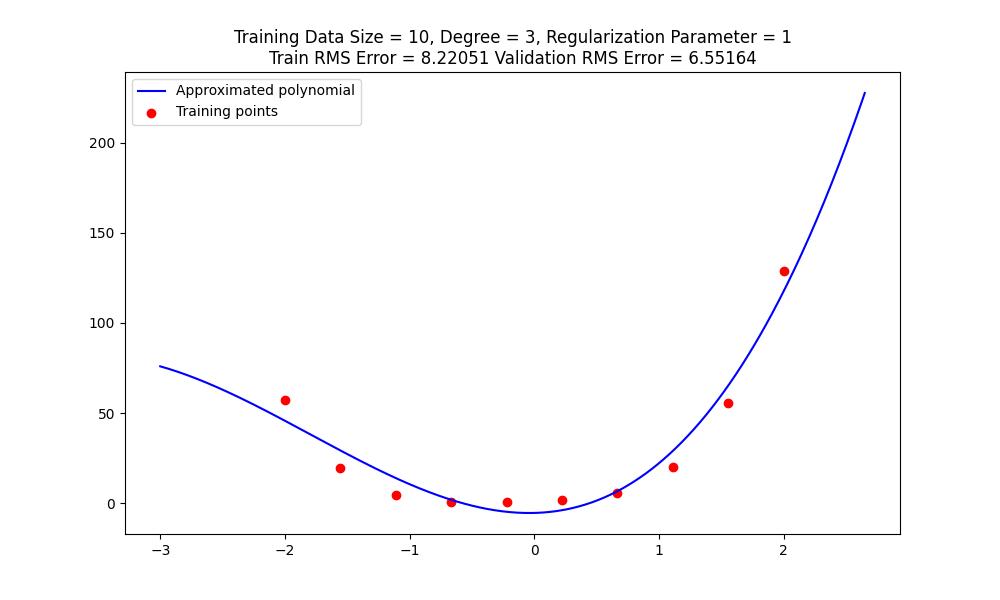 Training Data Size = 10, Degree = 3, Regularization Parameter = 1
Train RMS Error = 8.22051 Validation RMS Error = 6.55164
Approximated polynomial
Training points
200
150
100
50
0
−3
−2
−1
0
1
2